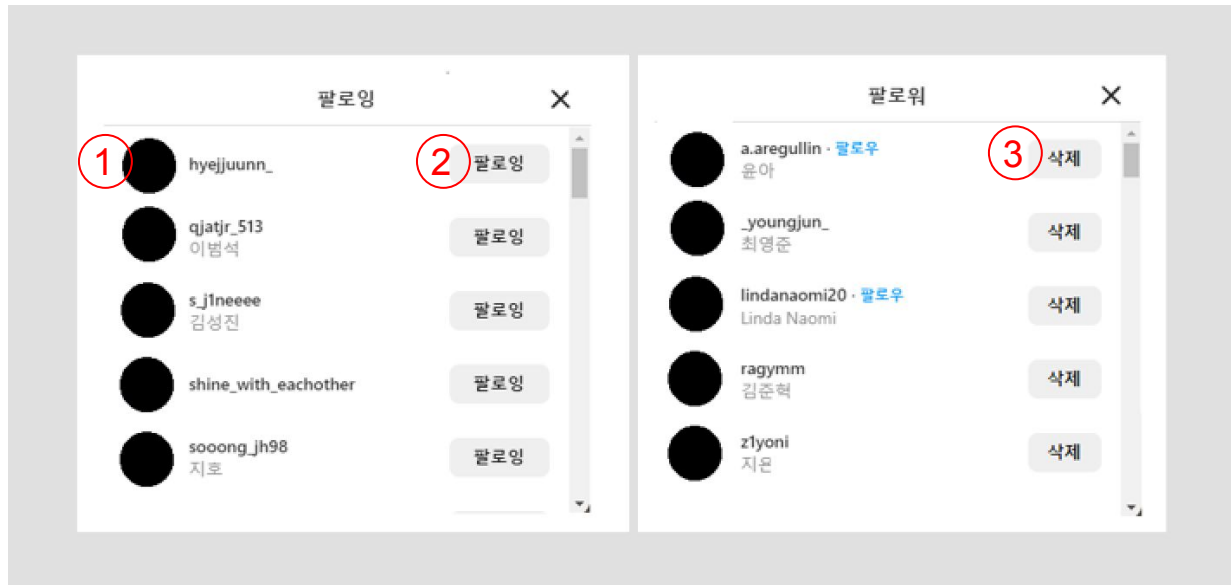 팔로잉
1
2
hyejjuunn_
팔로잉
qjatjr_513
이범석
팔로잉
s_j1neeee
김성진
팔로잉
shine_with_eachother
팔로잉
sooong_jh98
지호
팔로잉
팔로워
3
a.aregullin · 팔로우
윤아
삭제
_youngjun_
최영준
삭제
lindanaomi20 · 팔로우
Linda Naomi
삭제
ragymm
김준혁
삭제
z1yoni
지욘
삭제